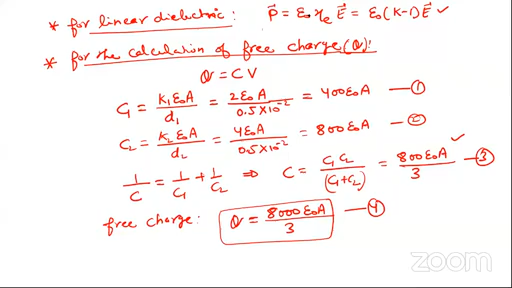 * for linear dielectric : P⃗ = ε₀ χₑ E⃗ = ε₀(K-1)E⃗ ✓
* for the calculation of free charge (Q):
Q = CV
C₁ = K₁ε₀A/d₁ = 2ε₀A/0.5×10⁻² = 400ε₀A —①
C₂ = K₂ε₀A/d₂ = 4ε₀A/0.5×10⁻² = 800ε₀A —②
1/C = 1/C₁ + 1/C₂ ⇒ C = C₁C₂/(C₁+C₂) = 800ε₀A/3 ✓ —③
free charge: Q = 8000ε₀A/3 —④
zoom